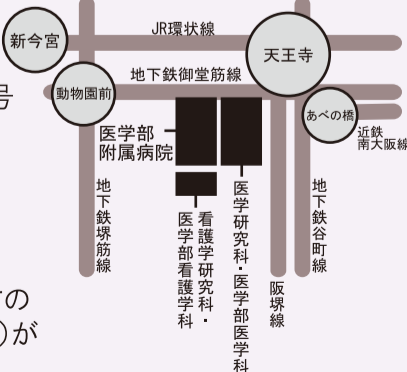 新今宮
JR環状線
天王寺
地下鉄御堂筋線
動物園前
号
あべの橋
近鉄
南大阪線
医学部
附属病院
地下鉄堺筋線
看護学研究科・
医学部看護学科
医学研究科・医学部医学科
阪堺線
地下鉄谷町線
の
)が